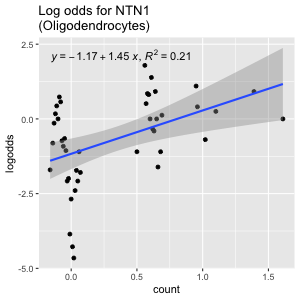 Log odds for NTN1
(Oligodendrocytes)
y = −1.17 + 1.45 x, R² = 0.21
2.5
0.0
-2.5
-5.0
logodds
0.0 0.5 1.0 1.5
count